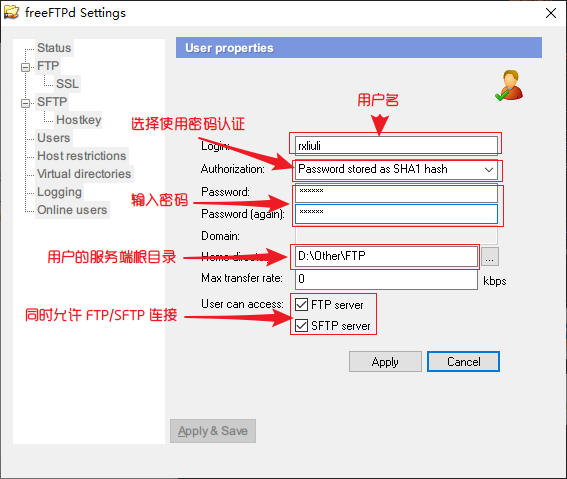 freeFTPd Settings
Status
FTP
SSL
SFTP
Hostkey
Users
Host restrictions
Virtual directories
Logging
Online users
User properties
用户名
选择使用密码认证
Login:
rxliuli
Authorization:
Password stored as SHA1 hash
输入密码
Password:
******
Password (again):
******
Domain:
用户的服务端根目录
Home director
D:\Other\FTP
...
Max transfer rate:
0
kbps
同时允许 FTP/SFTP 连接
User can access:
FTP server
SFTP server
Apply
Cancel
Apply & Save